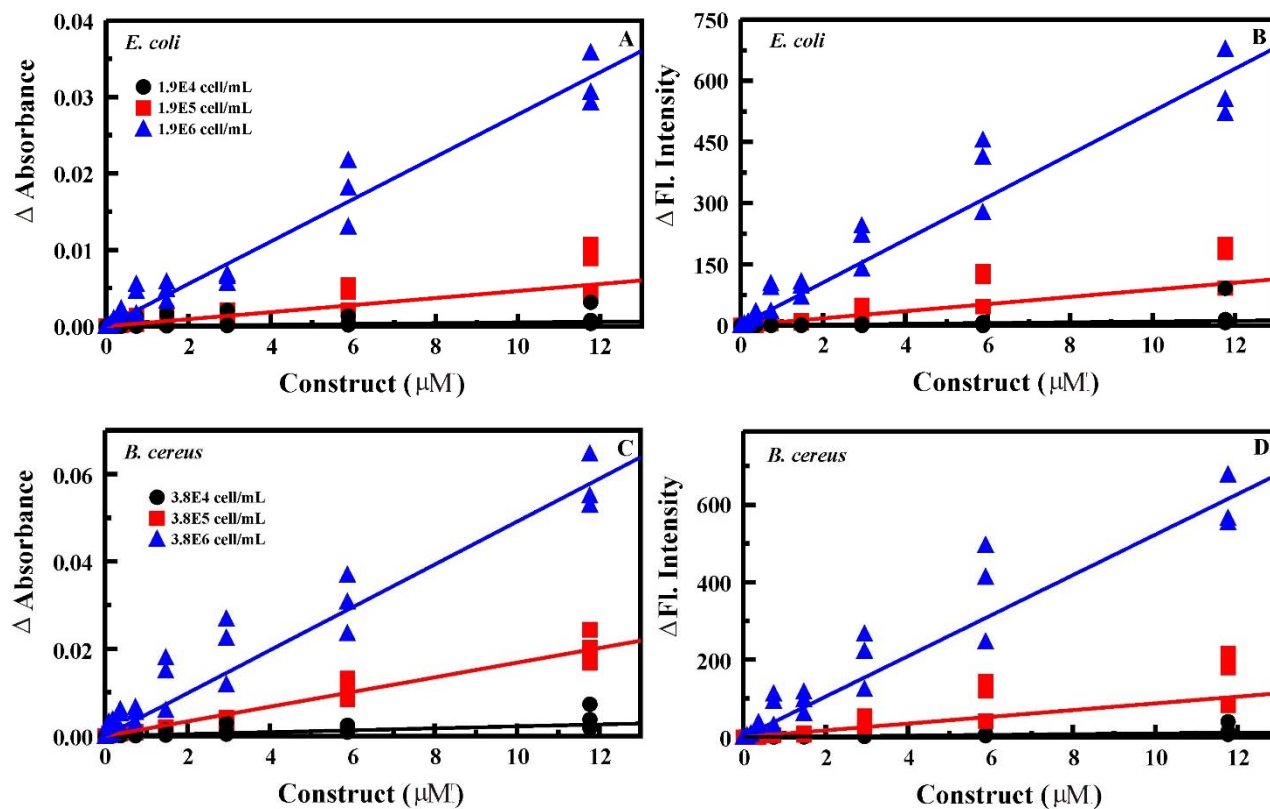 E. coli
A
1.9E4 cell/mL
1.9E5 cell/mL
1.9E6 cell/mL
Δ Absorbance
0.04
0.03
0.02
0.01
0.00
0 2 4 6 8 10 12
Construct (μM)
E. coli
B
Δ Fl. Intensity
750
600
450
300
150
0
0 2 4 6 8 10 12
Construct (μM)
B. cereus
C
3.8E4 cell/mL
3.8E5 cell/mL
3.8E6 cell/mL
Δ Absorbance
0.06
0.04
0.02
0.00
0 2 4 6 8 10 12
Construct (μM)
B. cereus
D
Δ Fl. Intensity
600
400
200
0
0 2 4 6 8 10 12
Construct (μM)